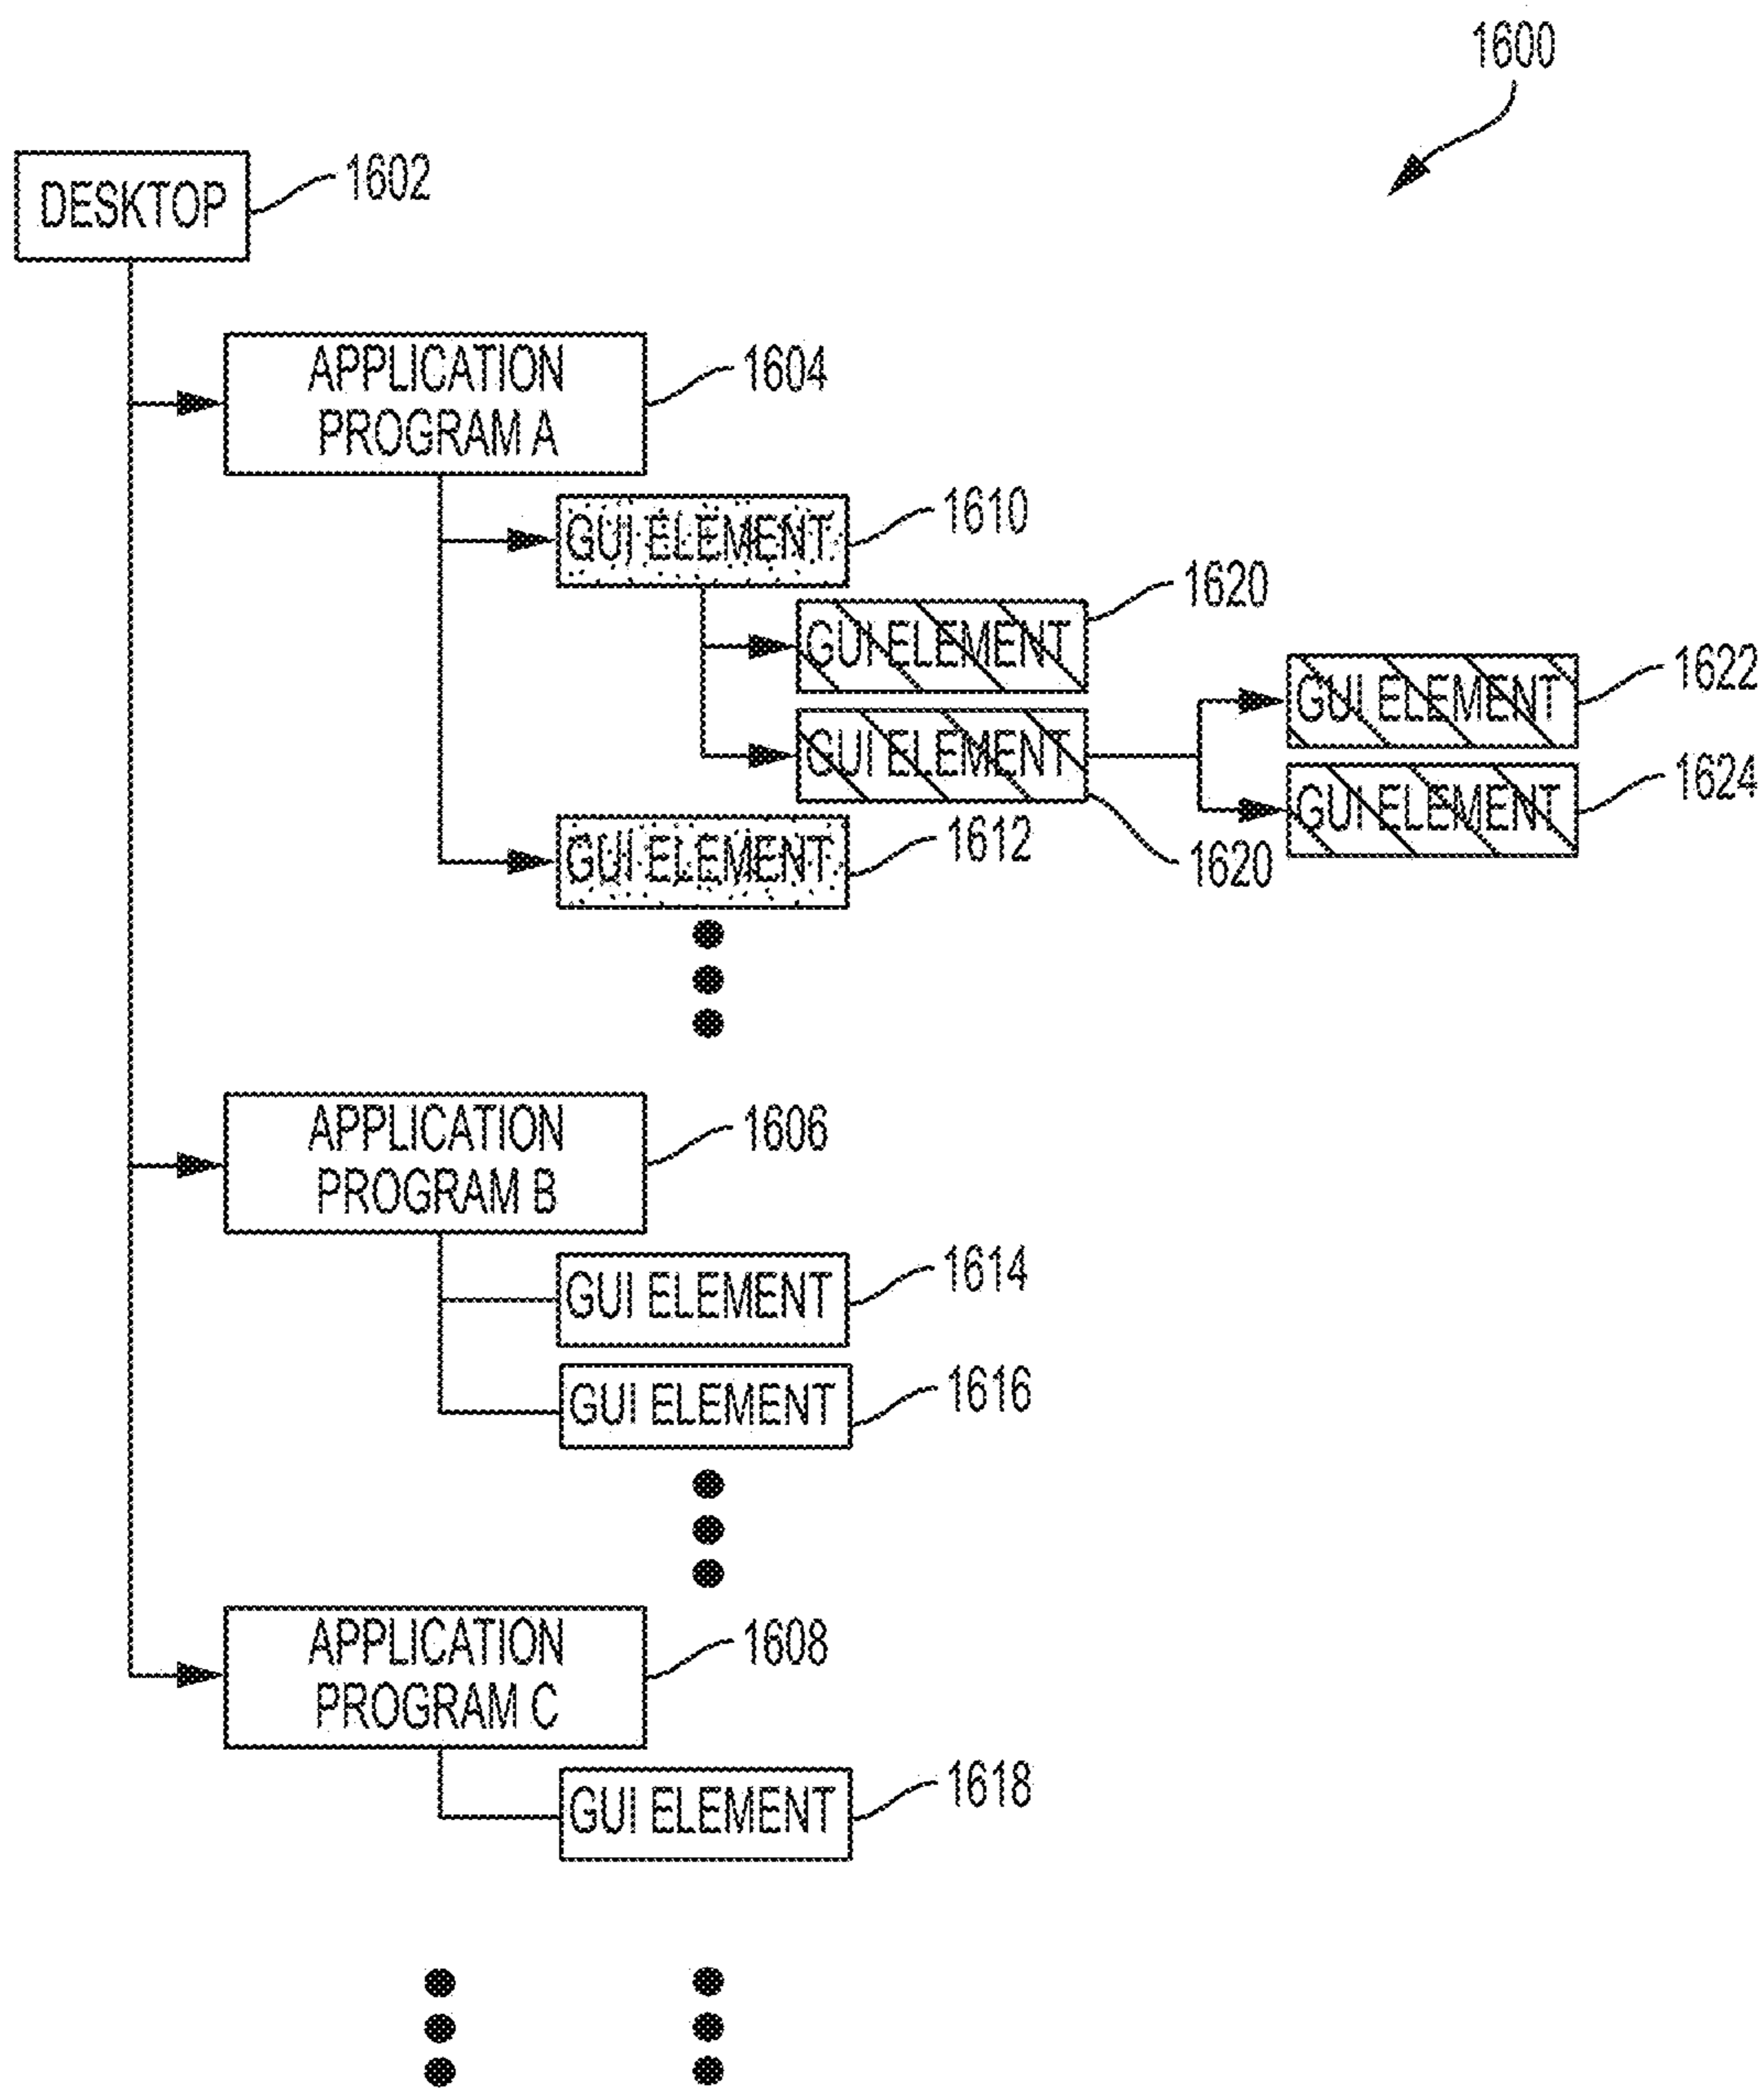 1600
DESKTOP
1602
APPLICATION
PROGRAM A
1604
GUI ELEMENT
1610
GUI ELEMENT
1620
GUI ELEMENT
1620
GUI ELEMENT
1622
GUI ELEMENT
1624
GUI ELEMENT
1612
APPLICATION
PROGRAM B
1606
GUI ELEMENT
1614
GUI ELEMENT
1616
APPLICATION
PROGRAM C
1608
GUI ELEMENT
1618